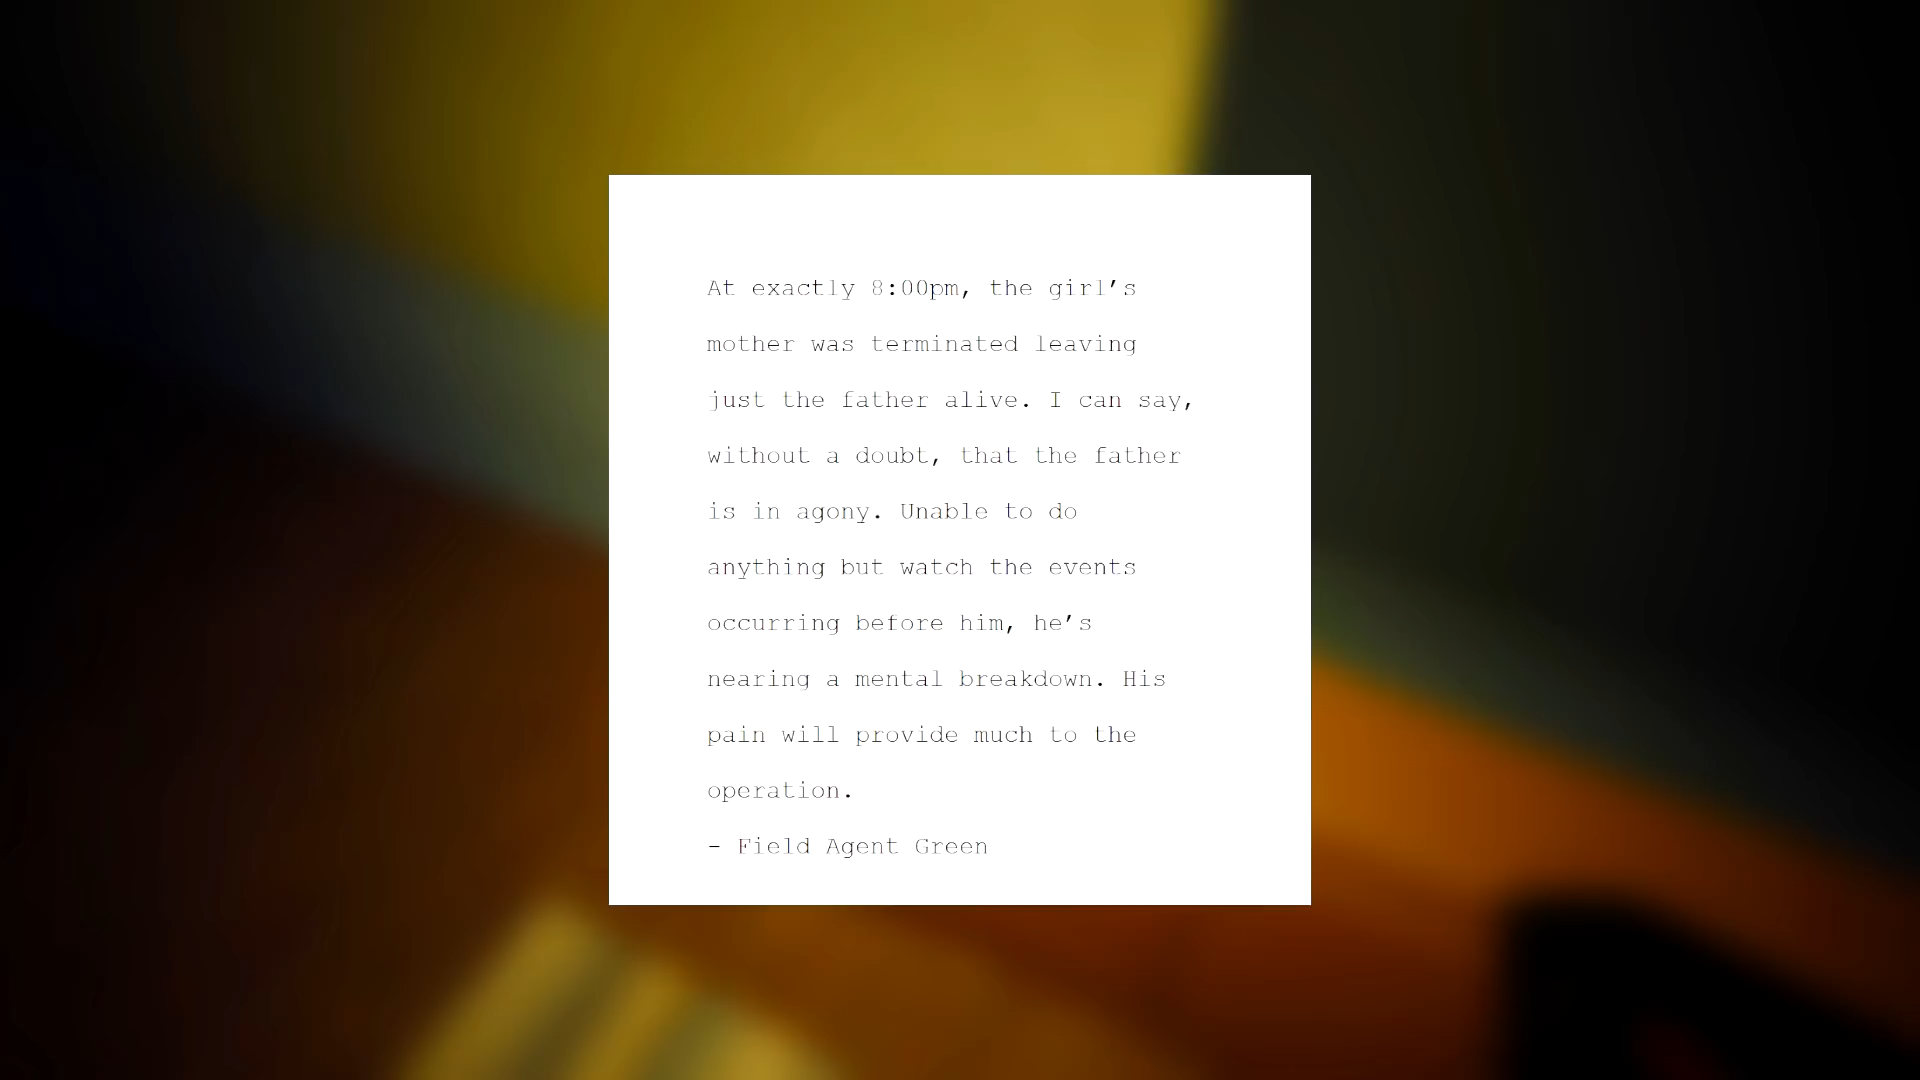 At exactly 8:00pm, the girl’s
mother was terminated leaving
just the father alive. I can say,
without a doubt, that the father
is in agony. Unable to do
anything but watch the events
occurring before him, he’s
nearing a mental breakdown. His
pain will provide much to the
operation.
- Field Agent Green